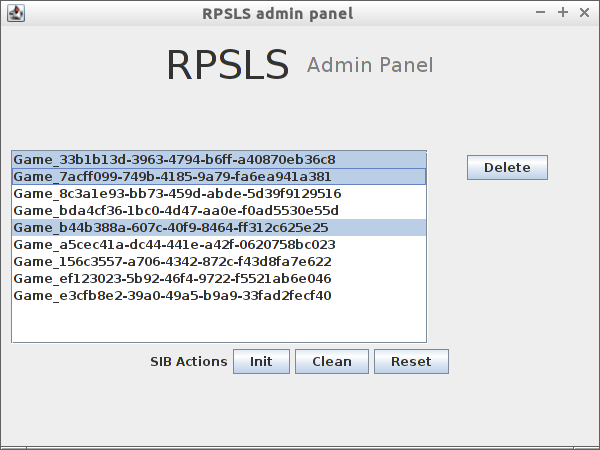 RPSLS admin panel
RPSLS Admin Panel
Game_33b1b13d-3963-4794-b6ff-a40870eb36c8
Game_7acff099-749b-4185-9a79-fa6ea941a381
Game_8c3a1e93-bb73-459d-abde-5d39f9129516
Game_bda4cf36-1bc0-4d47-aa0e-f0ad5530e55d
Game_b44b388a-607c-40f9-8464-ff312c625e25
Game_a5cec41a-dc44-441e-a42f-0620758bc023
Game_156c3557-a706-4342-872c-f43d8fa7e622
Game_ef123023-5b92-46f4-9722-f5521ab6e046
Game_e3cfb8e2-39a0-49a5-b9a9-33fad2fecf40
Delete
SIB Actions Init Clean Reset